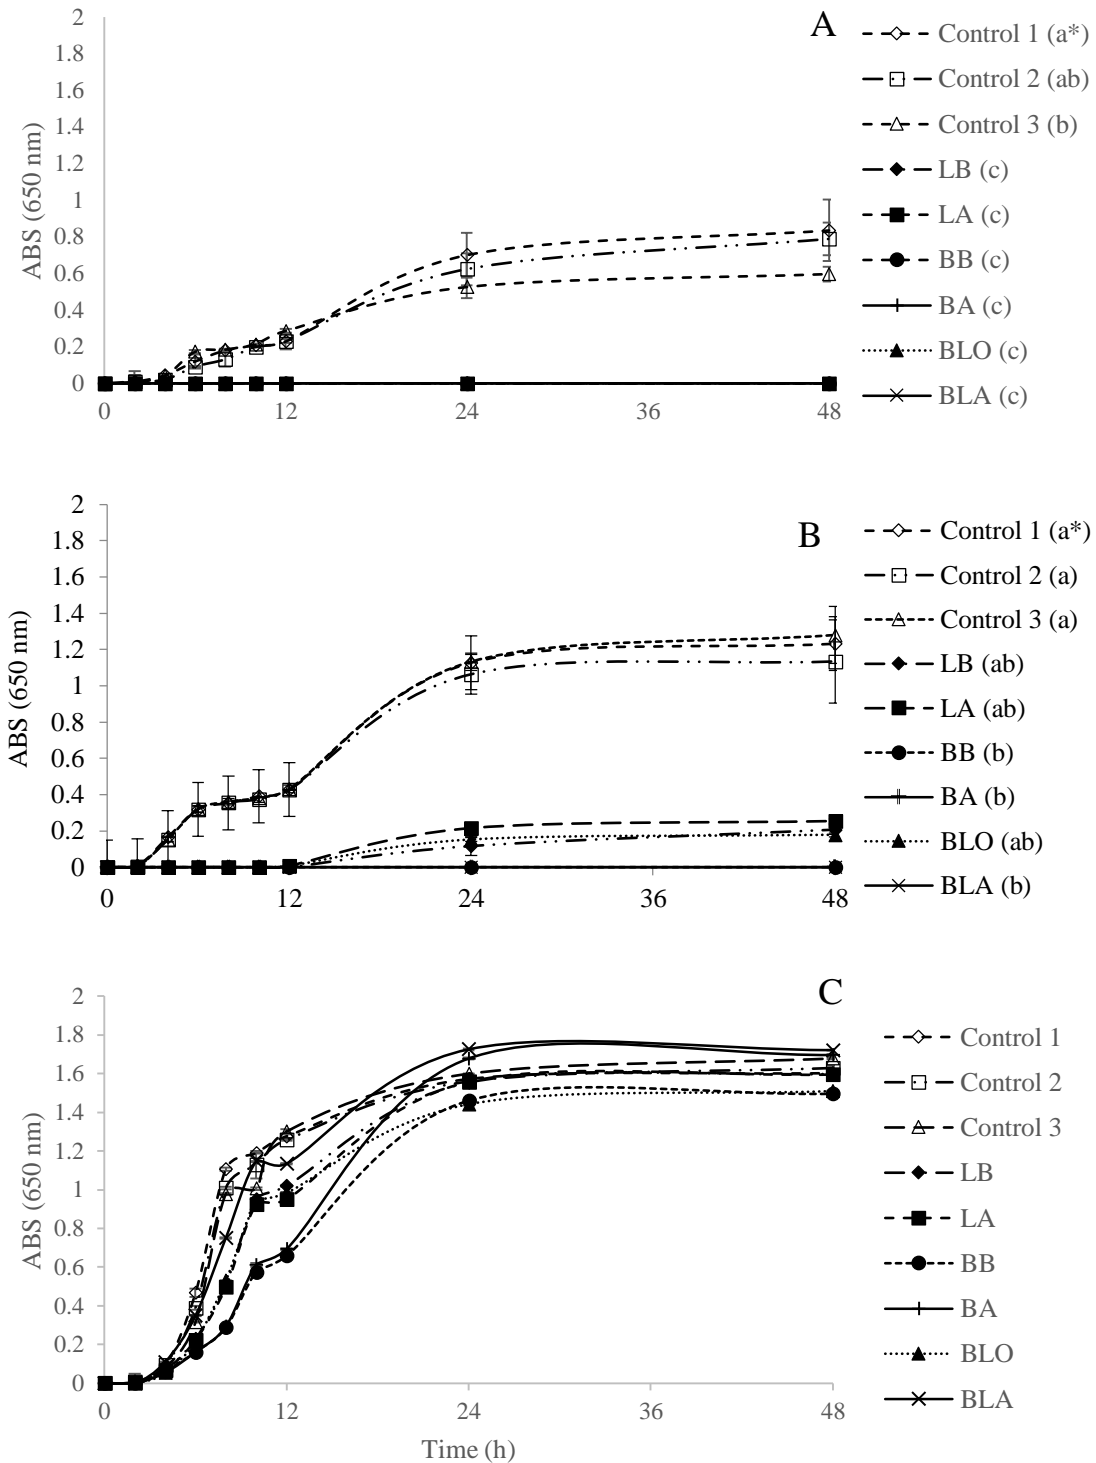 A
2
1.8
1.6
1.4
1.2
1
0.8
0.6
0.4
0.2
0
ABS (650 nm)
0 12 24 36 48
Control 1 (a*)
Control 2 (ab)
Control 3 (b)
LB (c)
LA (c)
BB (c)
BA (c)
BLO (c)
BLA (c)
B
2
1.8
1.6
1.4
1.2
1
0.8
0.6
0.4
0.2
0
ABS (650 nm)
0 12 24 36 48
Control 1 (a*)
Control 2 (a)
Control 3 (a)
LB (ab)
LA (ab)
BB (b)
BA (b)
BLO (ab)
BLA (b)
C
2
1.8
1.6
1.4
1.2
1
0.8
0.6
0.4
0.2
0
ABS (650 nm)
0 12 24 36 48
Time (h)
Control 1
Control 2
Control 3
LB
LA
BB
BA
BLO
BLA